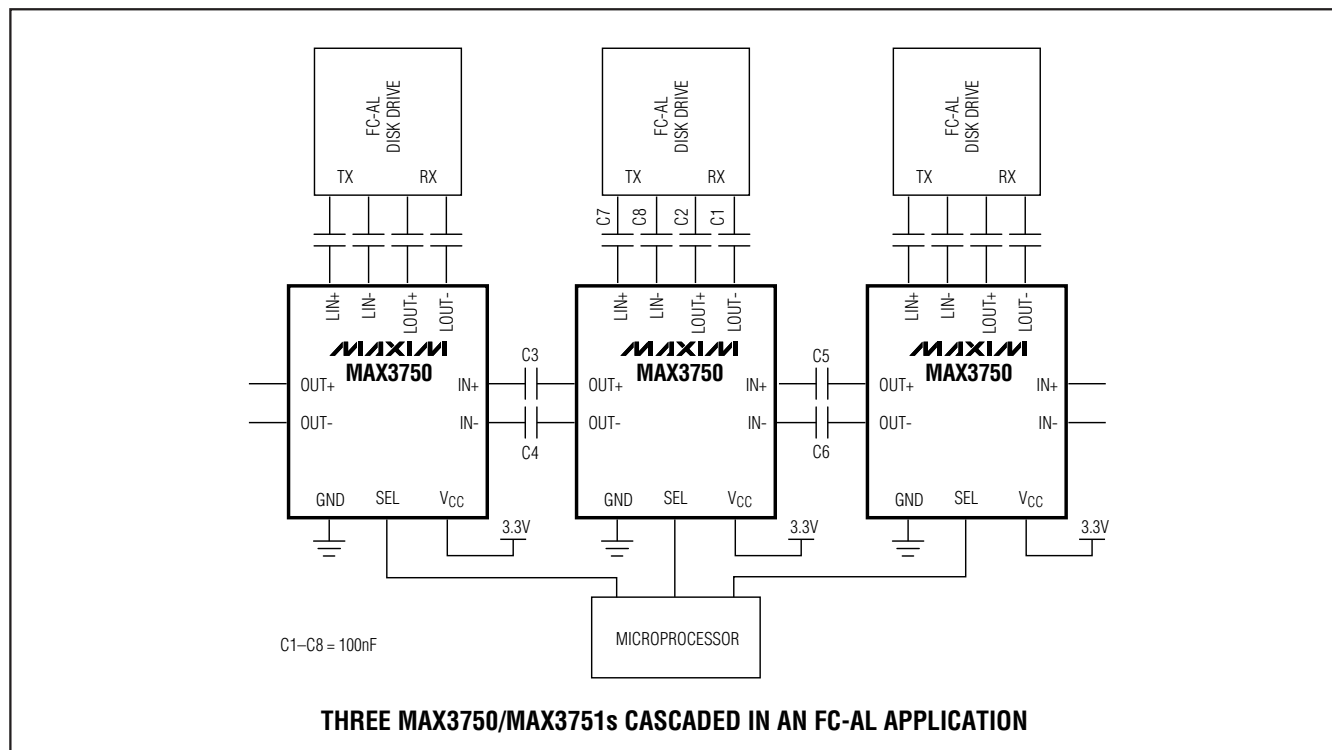 FC-AL
DISK DRIVE
TX RX
FC-AL
DISK DRIVE
TX RX
FC-AL
DISK DRIVE
TX RX
C7 C8 C2 C1
LIN+ LIN- LOUT+ LOUT-
MAXIM
MAX3750
OUT+ IN+
OUT- IN-
GND SEL VCC
3.3V
C3
C4
LIN+ LIN- LOUT+ LOUT-
MAXIM
MAX3750
OUT+ IN+
OUT- IN-
GND SEL VCC
3.3V
C5
C6
LIN+ LIN- LOUT+ LOUT-
MAXIM
MAX3750
OUT+ IN+
OUT- IN-
GND SEL VCC
3.3V
MICROPROCESSOR
C1–C8 = 100nF
THREE MAX3750/MAX3751s CASCADED IN AN FC-AL APPLICATION